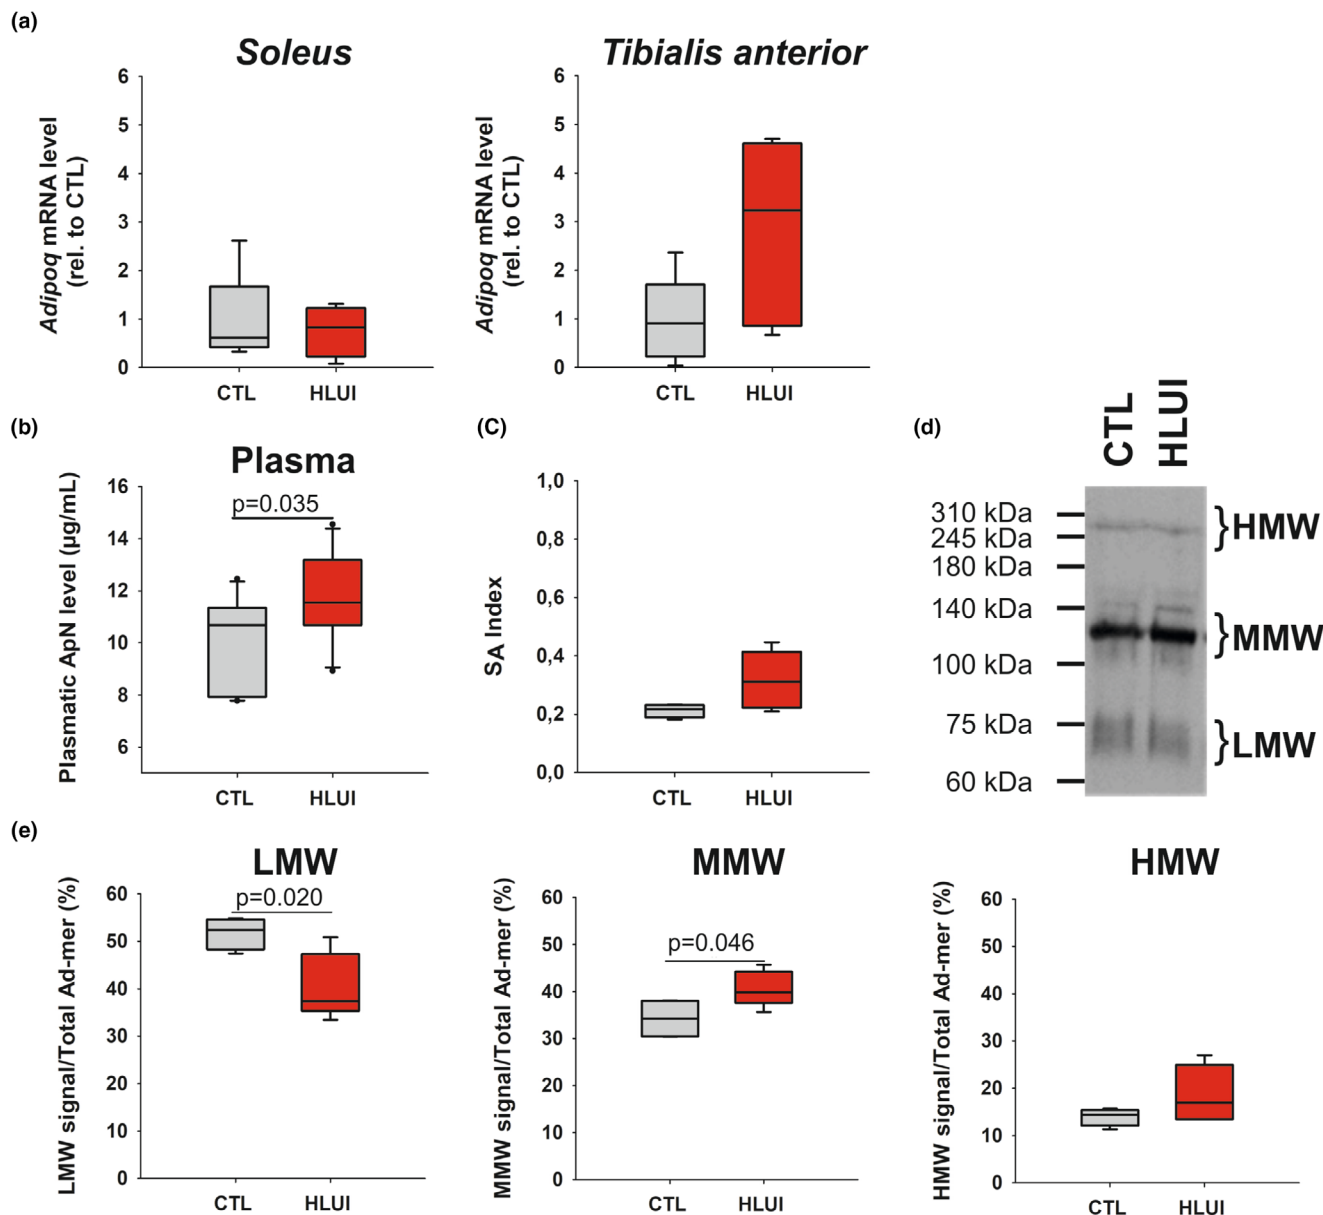 (a)
Soleus
Tibialis anterior
Adipoq mRNA level
(rel. to CTL)
6
5
4
3
2
1
0
CTL
HLUI
Adipoq mRNA level
(rel. to CTL)
6
5
4
3
2
1
0
CTL
HLUI
(b)
Plasma
Plasmatic ApN level (µg/mL)
16
14
12
10
8
6
p=0.035
CTL
HLUI
(C)
SA Index
1,0
0,8
0,6
0,4
0,2
0,0
CTL
HLUI
(d)
CTL
HLUI
310 kDa
245 kDa
180 kDa
140 kDa
100 kDa
75 kDa
60 kDa
}HMW
}MMW
}LMW
(e)
LMW
LMW signal/Total Ad-mer (%)
60
50
40
30
20
10
0
p=0.020
CTL
HLUI
MMW
MMW signal/Total Ad-mer (%)
60
50
40
30
20
10
0
p=0.046
CTL
HLUI
HMW
HMW signal/Total Ad-mer (%)
60
50
40
30
20
10
0
CTL
HLUI